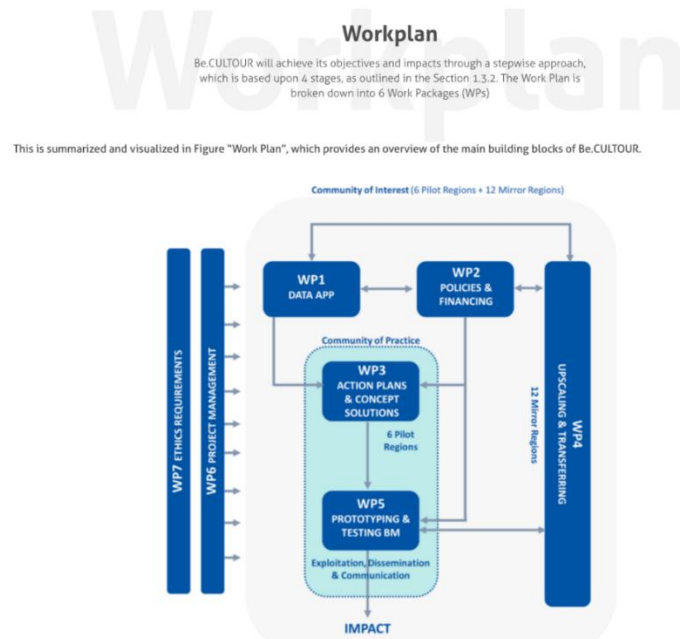 Workplan
Workplan
Be.CULTOUR will achieve its objectives and impacts through a stepwise approach,
which is based upon 4 stages, as outlined in the Section 1.3.2. The Work Plan is
broken down into 6 Work Packages (WPs)
This is summarized and visualized in Figure "Work Plan", which provides an overview of the main building blocks of Be.CULTOUR.
Community of Interest (6 Pilot Regions + 12 Mirror Regions)
WP7 ETHICS REQUIREMENTS
WP6 PROJECT MANAGEMENT
WP1
DATA APP
WP2
POLICIES &
FINANCING
Community of Practice
WP3
ACTION PLANS
& CONCEPT
SOLUTIONS
6 Pilot
Regions
WP5
PROTOTYPING &
TESTING BM
Exploitation, Dissemination
& Communication
12 Mirror Regions
WP4
UPSCALING & TRANSFERRING
IMPACT